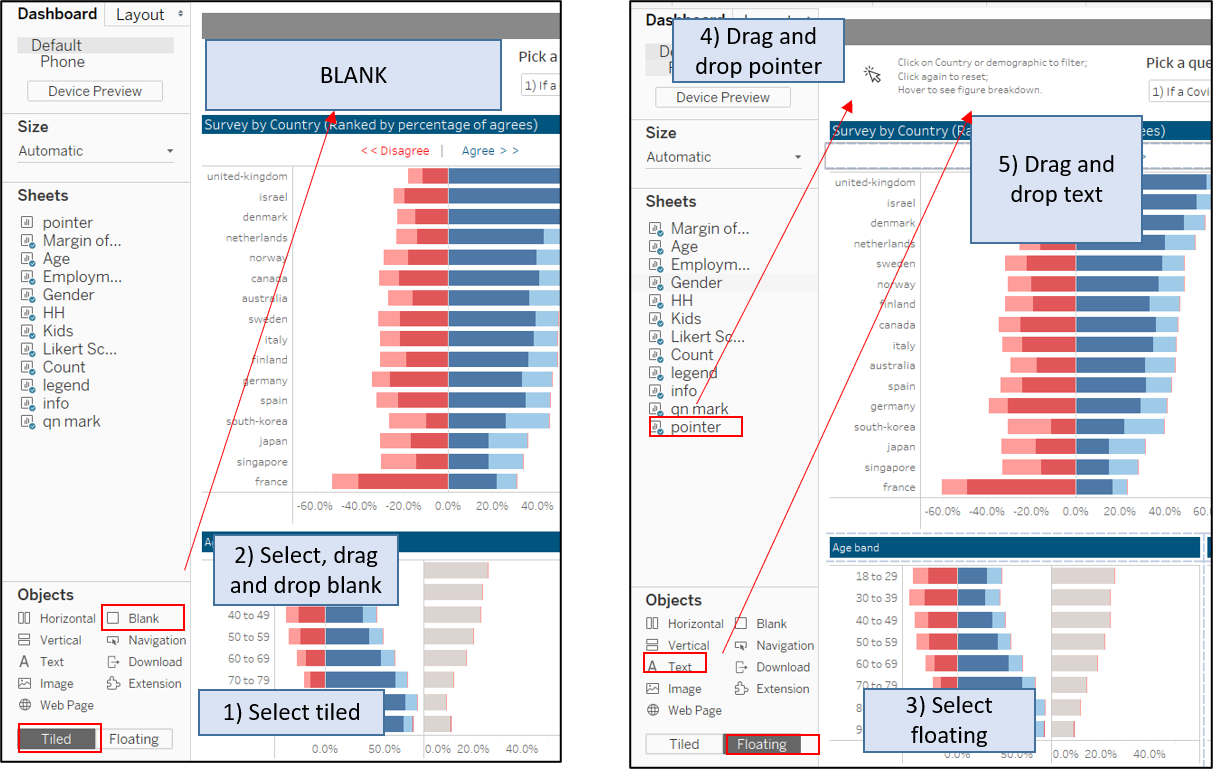 Dashboard
Layout
Default
Phone
Device Preview
Size
Automatic
Sheets
pointer
Margin of...
Age
Employm...
Gender
HH
Kids
Likert Sc...
Count
legend
info
qn mark
Objects
Horizontal
Blank
Vertical
Navigation
Text
Download
Image
Extension
Web Page
Tiled
Floating
BLANK
Pick a
1) If a
Survey by Country (Ranked by percentage of agrees)
<< Disagree | Agree > >
united-kingdom
israel
denmark
netherlands
norway
canada
australia
sweden
italy
finland
germany
spain
south-korea
japan
singapore
france
-60.0% -40.0% -20.0% 0.0% 20.0% 40.0%
2) Select, drag
and drop blank
40 to 49
50 to 59
60 to 69
70 to 79
1) Select tiled
0.0% 50.0% 0.0% 20.0% 40.0%
4) Drag and
drop pointer
Device Preview
Size
Automatic
Sheets
Margin of...
Age
Employm...
Gender
HH
Kids
Likert Sc...
Count
legend
info
qn mark
pointer
Objects
Horizontal
Blank
Vertical
Navigation
Text
Download
Image
Extension
Web Page
Tiled
Floating
Click on Country or demographic to filter;
Click again to reset;
Hover to see figure breakdown.
Pick a que
1) If a Covi
Survey by Country (Ra
ees)
5) Drag and
drop text
united-kingdom
israel
denmark
netherlands
sweden
norway
finland
canada
italy
australia
spain
germany
south-korea
japan
singapore
france
-60.0% -40.0% -20.0% 0.0% 20.0% 40.0%
Age band
18 to 29
30 to 39
40 to 49
50 to 59
60 to 69
70 to 79
3) Select
floating
0.0% 50.0% 0.0% 20.0% 40.0%